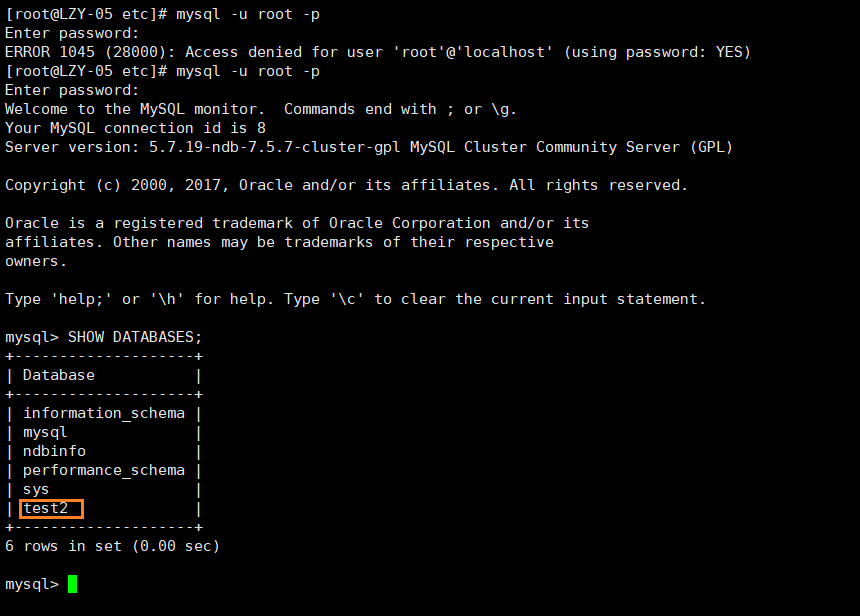 [root@LZY-05 etc]# mysql -u root -p
Enter password:
ERROR 1045 (28000): Access denied for user 'root'@'localhost' (using password: YES)
[root@LZY-05 etc]# mysql -u root -p
Enter password:
Welcome to the MySQL monitor.  Commands end with ; or \g.
Your MySQL connection id is 8
Server version: 5.7.19-ndb-7.5.7-cluster-gpl MySQL Cluster Community Server (GPL)

Copyright (c) 2000, 2017, Oracle and/or its affiliates. All rights reserved.

Oracle is a registered trademark of Oracle Corporation and/or its
affiliates. Other names may be trademarks of their respective
owners.

Type 'help;' or '\h' for help. Type '\c' to clear the current input statement.

mysql> SHOW DATABASES;
+--------------------+
| Database           |
+--------------------+
| information_schema |
| mysql              |
| ndbinfo            |
| performance_schema |
| sys                |
| test2              |
+--------------------+
6 rows in set (0.00 sec)

mysql>